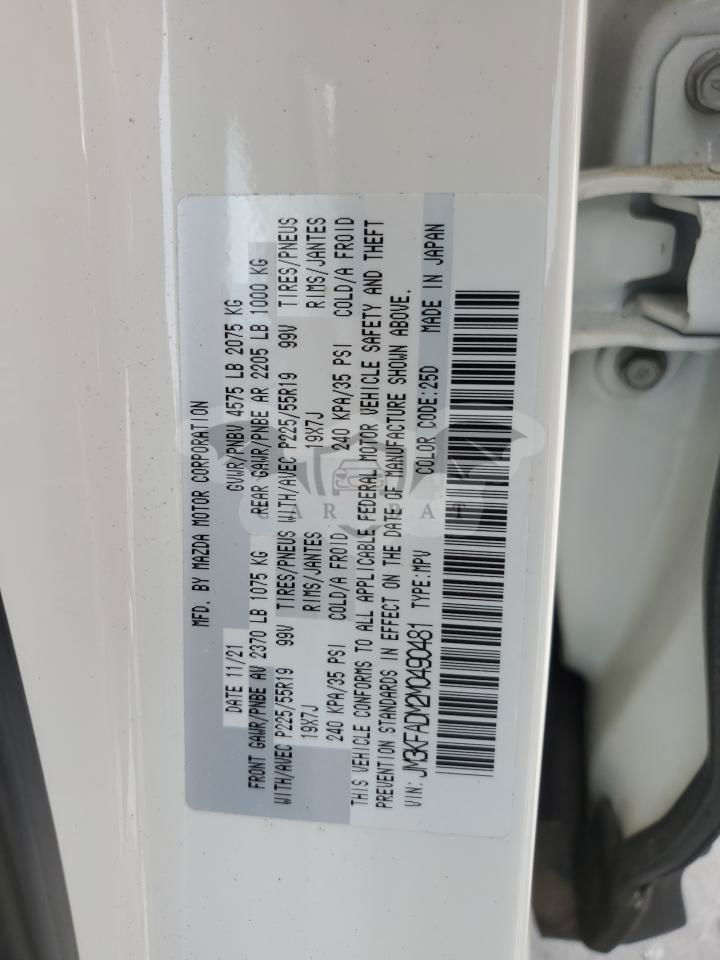 MFD. BY MAZDA MOTOR CORPORATION
DATE 11/21 GVWR/PNBV 4575 LB 2075 KG
FRONT GAWR/PNBE AV 2370 LB 1075 KG REAR GAWR/PNBE AR 2205 LB 1000 KG
WITH/AVEC P225/55R19 99V TIRES/PNEUS WITH/AVEC P225/55R19 99V TIRES/PNEUS
19X7J RIMS/JANTES 19X7J RIMS/JANTES
240 KPA/35 PSI COLD/A FROID 240 KPA/35 PSI COLD/A FROID
THIS VEHICLE CONFORMS TO ALL APPLICABLE FEDERAL MOTOR VEHICLE SAFETY AND THEFT
PREVENTION STANDARDS IN EFFECT ON THE DATE OF MANUFACTURE SHOWN ABOVE.
VIN: JM3KFADM2M0490481 TYPE:MPV COLOR CODE:25D MADE IN JAPAN